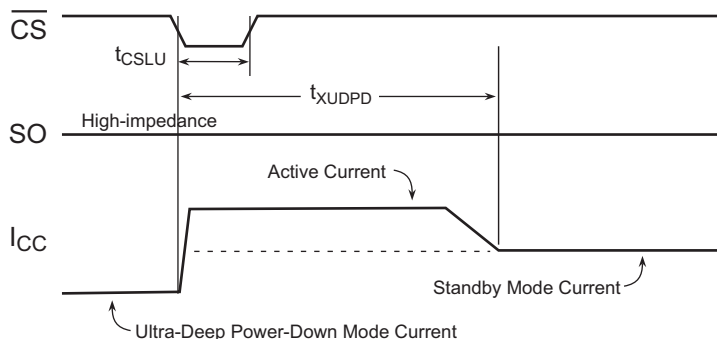 CS
tCSLU
tXUDPD
High-impedance
SO
Active Current
ICC
Standby Mode Current
Ultra-Deep Power-Down Mode Current